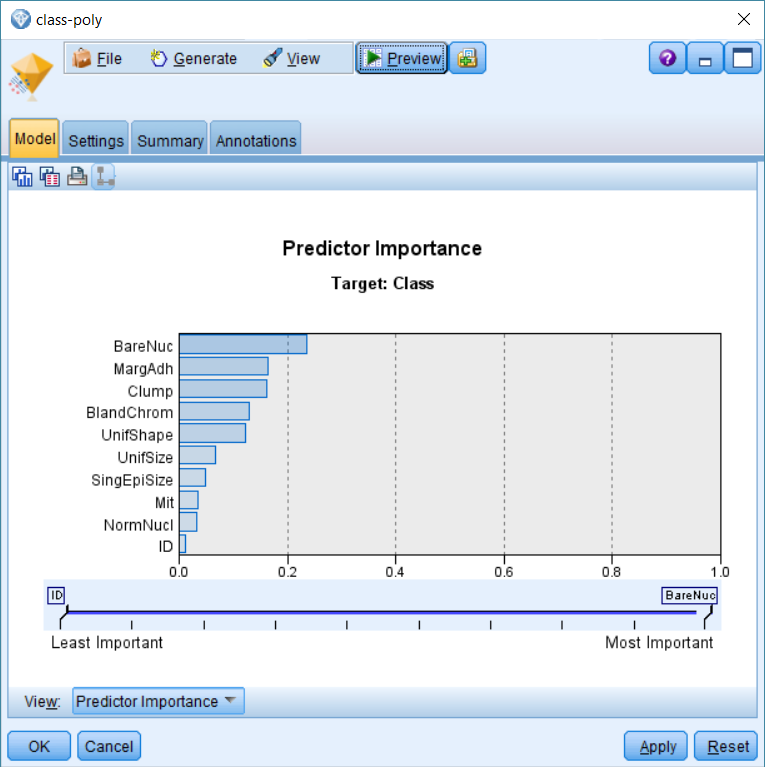 class-poly
File Generate View Preview
Model Settings Summary Annotations
Predictor Importance
Target: Class
BareNuc
MargAdh
Clump
BlandChrom
UnifShape
UnifSize
SingEpiSize
Mit
NormNucl
ID
0.0 0.2 0.4 0.6 0.8 1.0
ID BareNuc
Least Important Most Important
View: Predictor Importance
OK Cancel Apply Reset